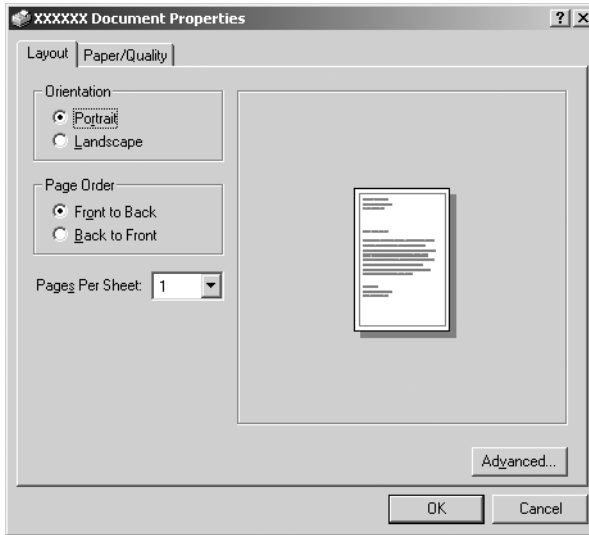 XXXXXX Document Properties
Layout
Paper/Quality
Orientation
Portrait
Landscape
Page Order
Front to Back
Back to Front
Pages Per Sheet: 1
Advanced...
OK
Cancel